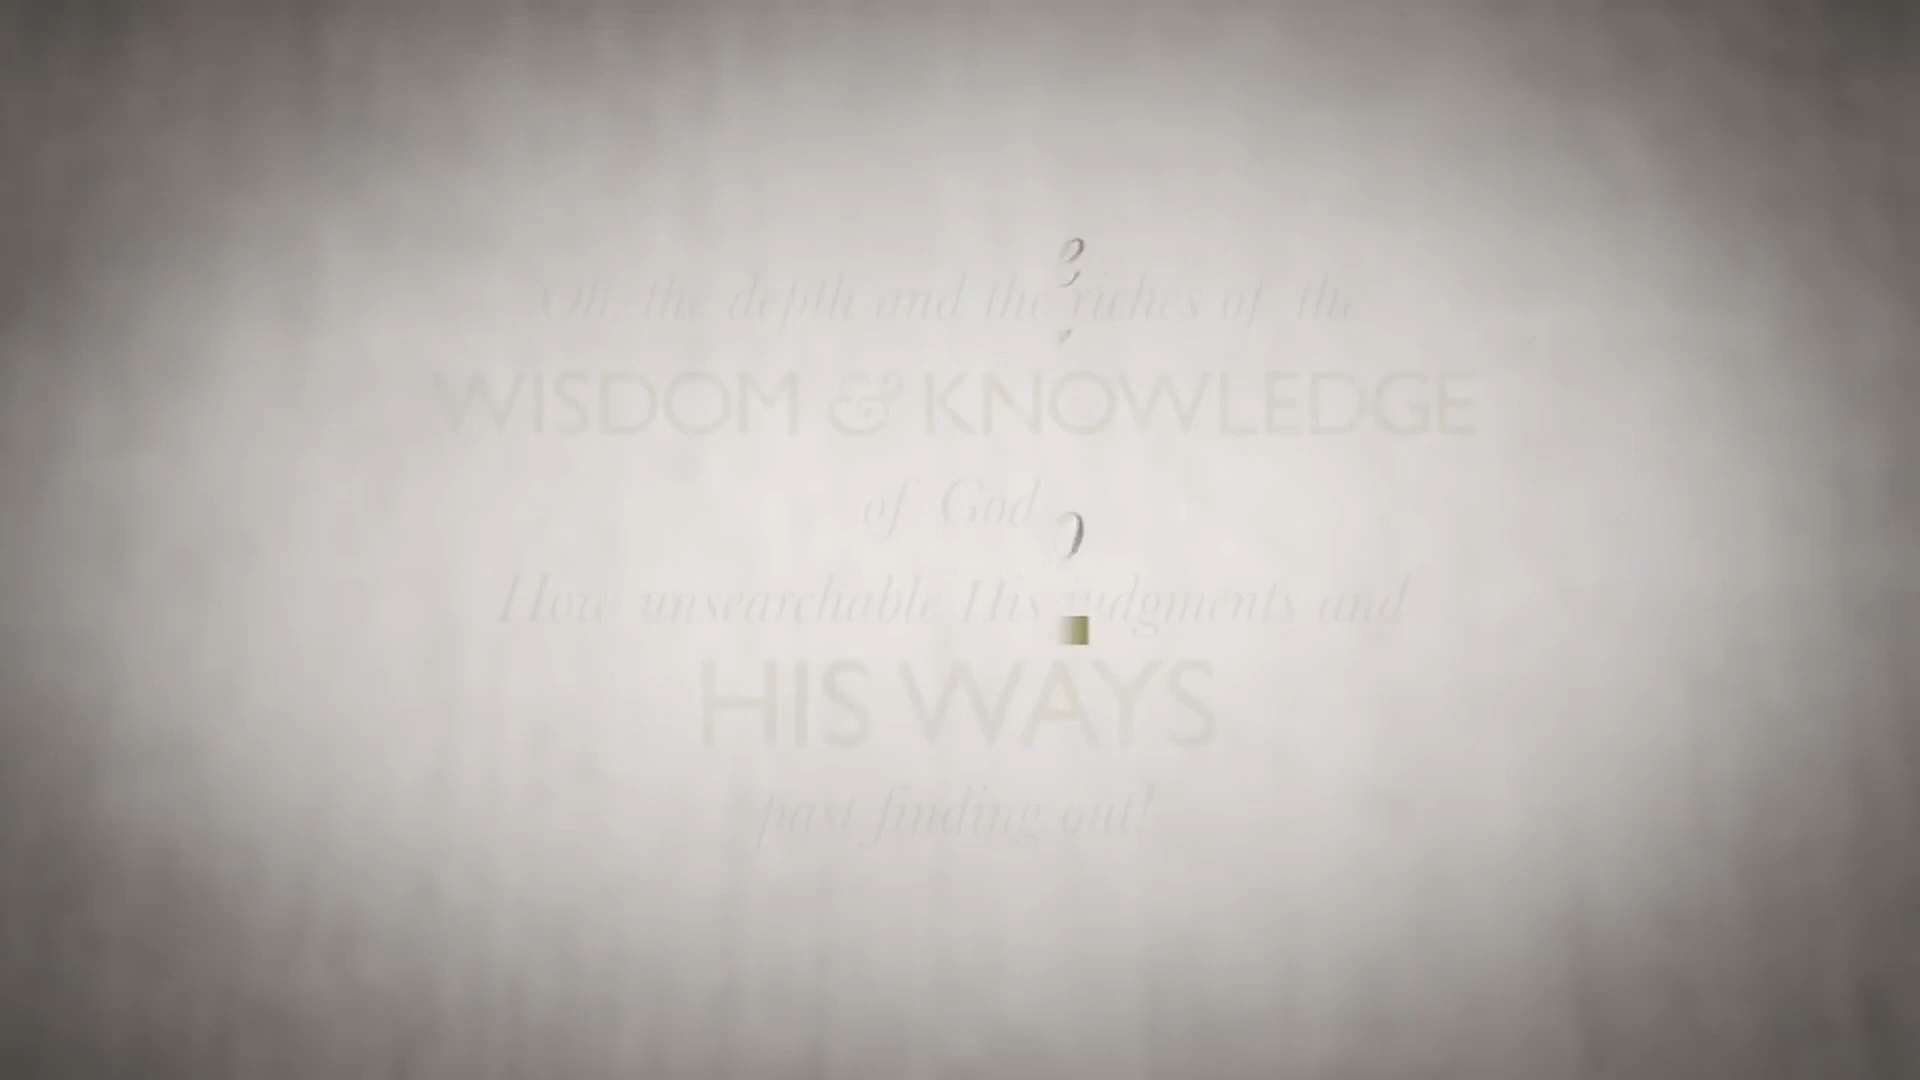 Oh, the depth and the riches of the
WISDOM & KNOWLEDGE
of God
How unsearchable His judgments and
HIS WAYS
past finding out!